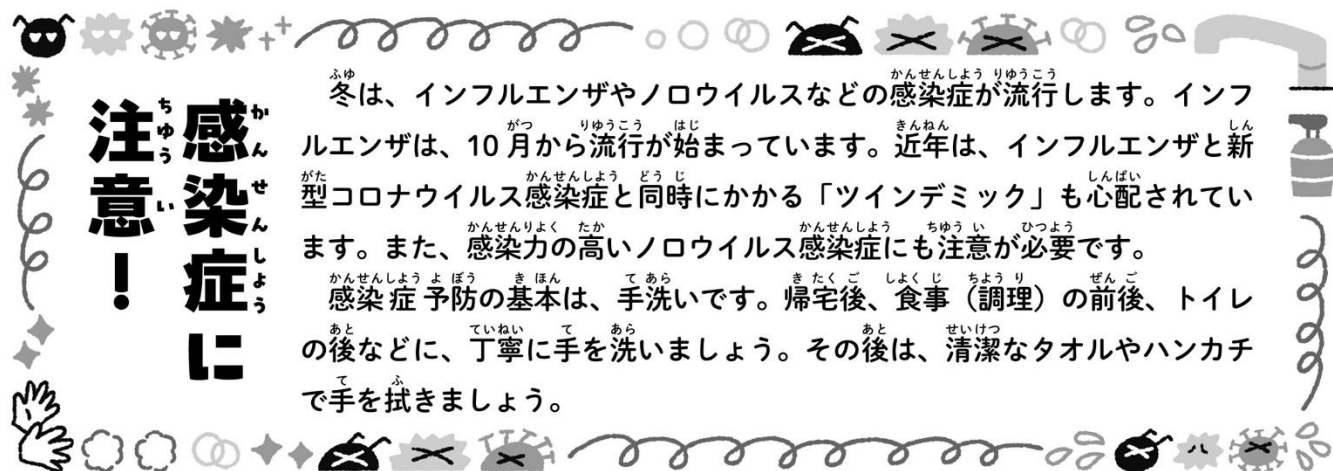 感染症に
注意！
冬は、インフルエンザやノロウイルスなどの感染症が流行します。インフ
ルエンザは、10月から流行が始まっています。近年は、インフルエンザと新
型コロナウイルス感染症と同時にかかる「ツインデミック」も心配されてい
ます。また、感染力の高いノロウイルス感染症にも注意が必要です。
感染症予防の基本は、手洗いです。帰宅後、食事（調理）の前後、トイレ
の後などに、丁寧に手を洗いましょう。その後は、清潔なタオルやハンカチ
で手を拭きましょう。